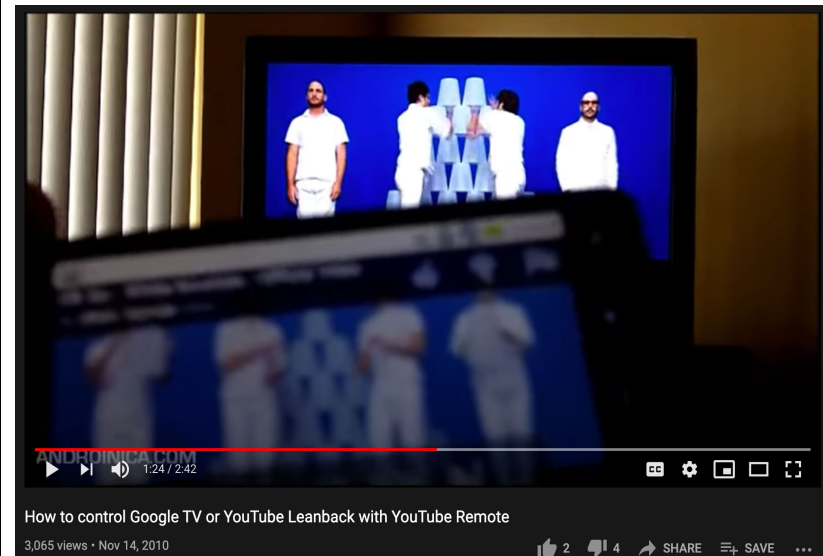 ANDROINICA.COM
1:24 / 2:42
CC
How to control Google TV or YouTube Leanback with YouTube Remote
3,065 views • Nov 14, 2010
2
4
SHARE
SAVE